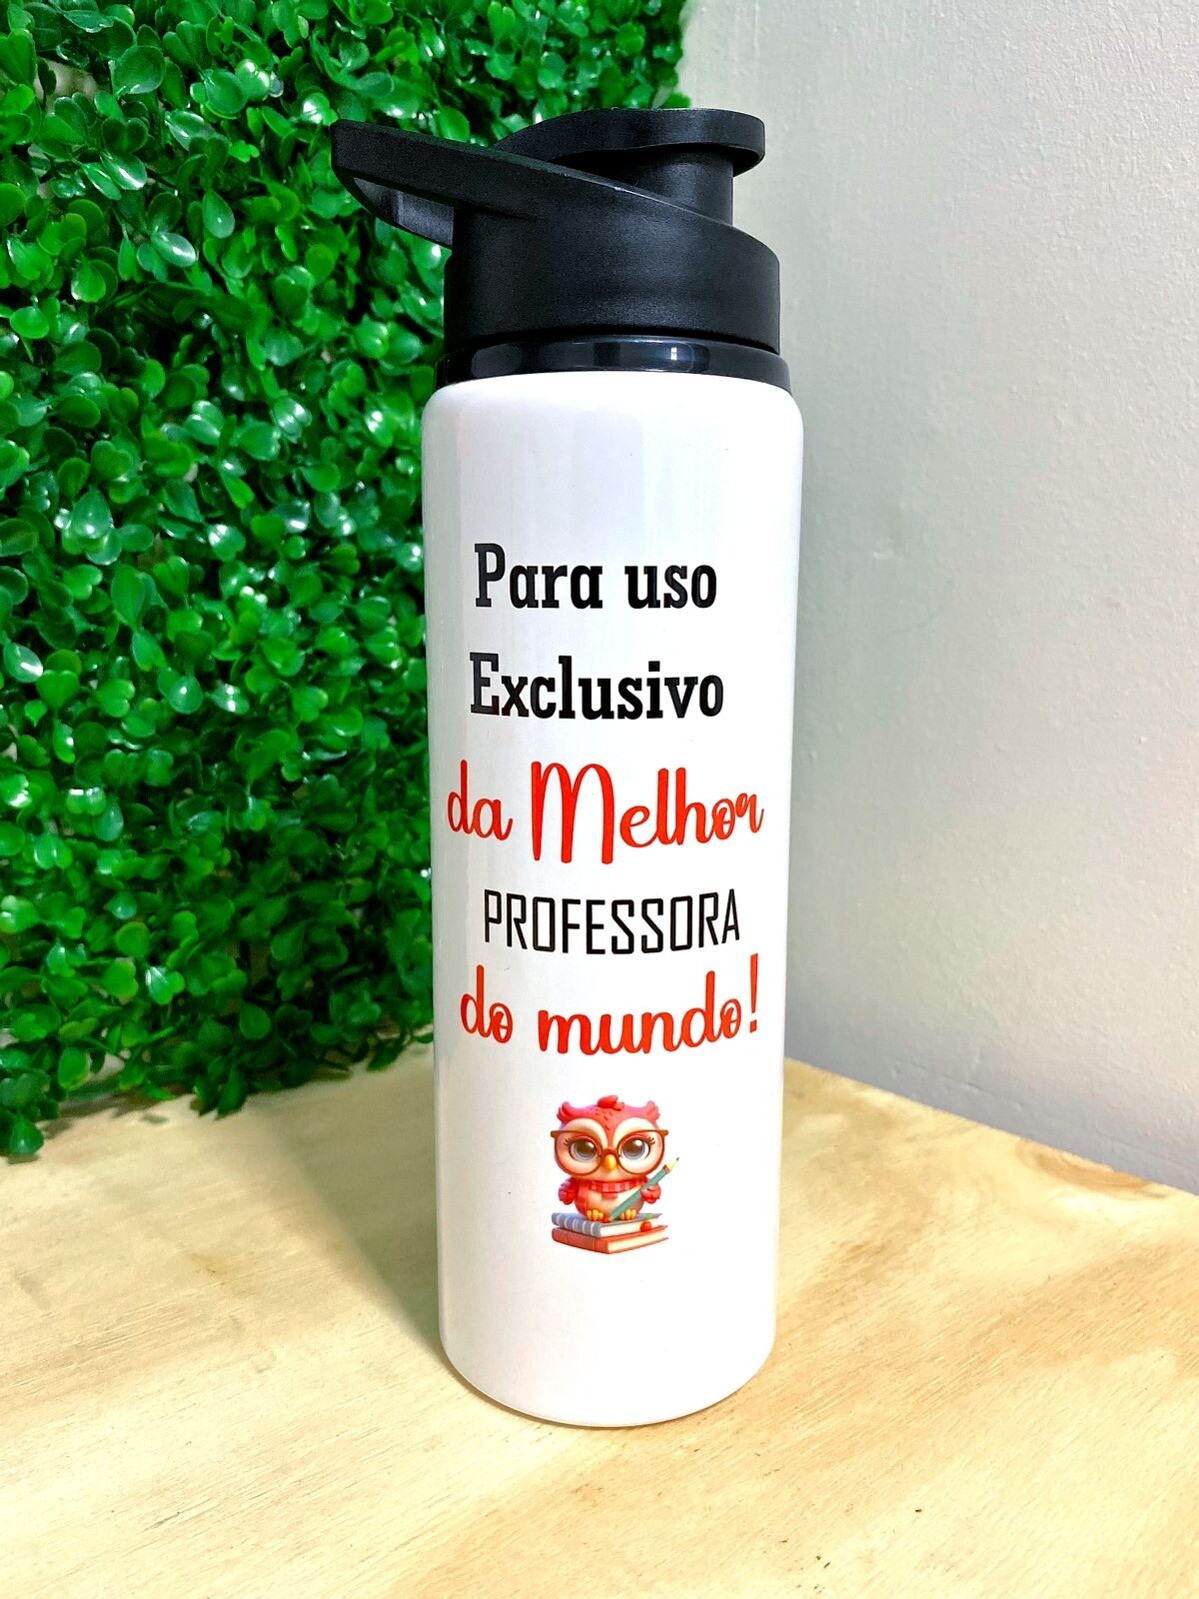 Para uso
Exclusivo
da Melhor
PROFESSORA
do mundo!